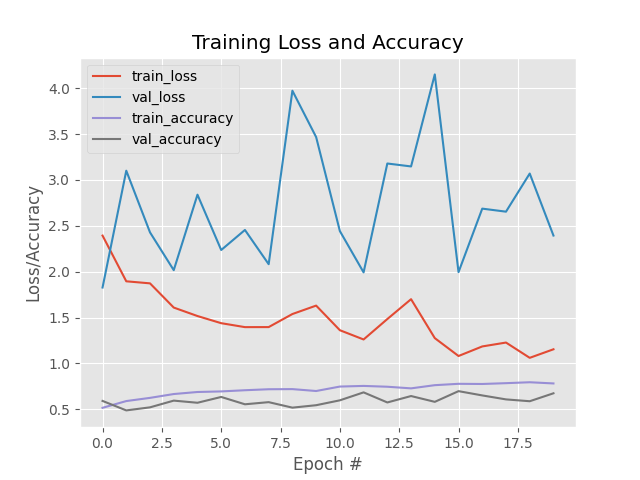 Training Loss and Accuracy
train_loss
val_loss
train_accuracy
val_accuracy
Loss/Accuracy
4.0
3.5
3.0
2.5
2.0
1.5
1.0
0.5
0.0 2.5 5.0 7.5 10.0 12.5 15.0 17.5
Epoch #